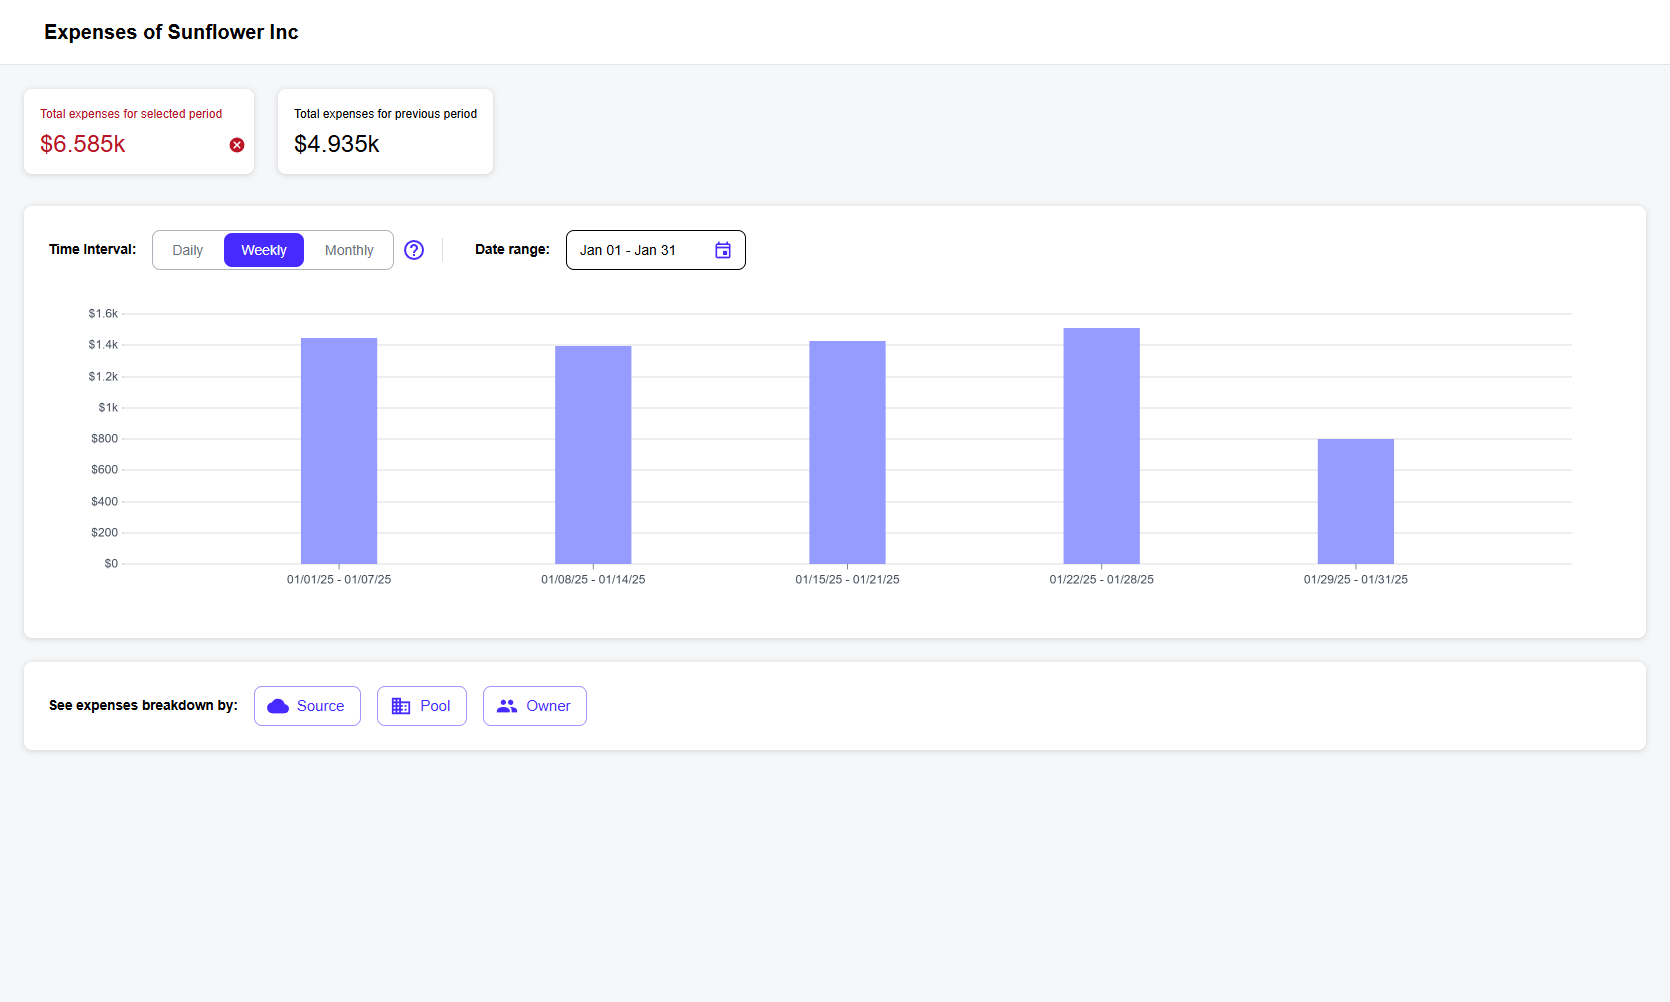 Expenses of Sunflower Inc
Total expenses for selected period
$6.585k
Total expenses for previous period
$4.935k
Time Interval:
Daily
Weekly
Monthly
Date range:
Jan 01 - Jan 31
$1.6k
$1.4k
$1.2k
$1k
$800
$600
$400
$200
$0
01/01/25 - 01/07/25
01/08/25 - 01/14/25
01/15/25 - 01/21/25
01/22/25 - 01/28/25
01/29/25 - 01/31/25
See expenses breakdown by:
Source
Pool
Owner